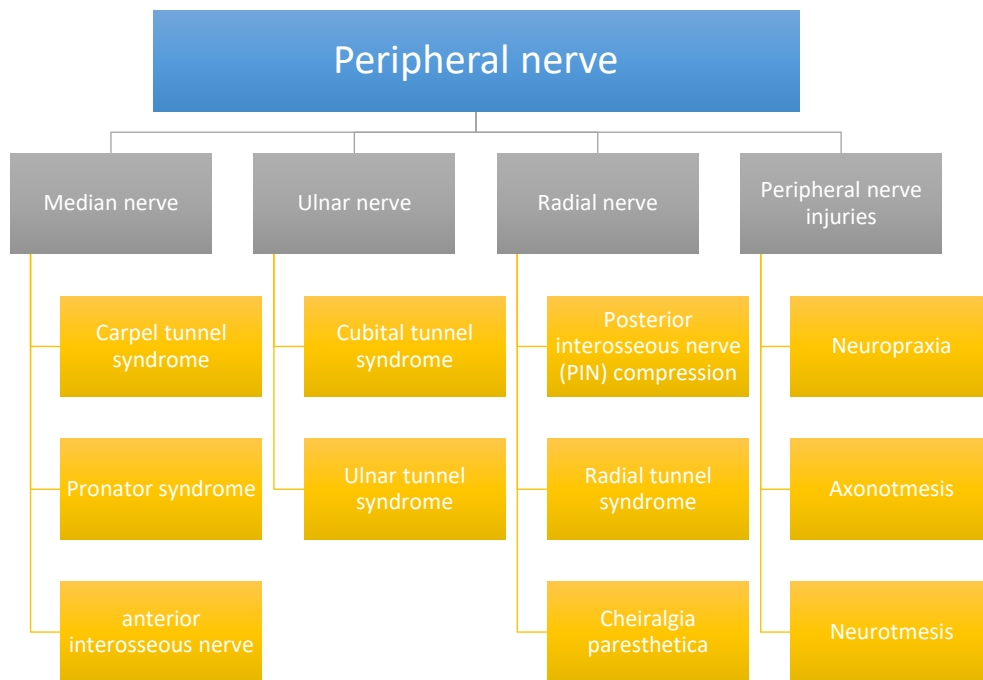 Peripheral nerve
Median nerve
Carpel tunnel
syndrome
Pronator syndrome
anterior
interosseous nerve
Ulnar nerve
Cubital tunnel
syndrome
Ulnar tunnel
syndrome
Radial nerve
Posterior
interosseous nerve
(PIN) compression
Radial tunnel
syndrome
Cheiralgia
paresthetica
Peripheral nerve
injuries
Neuropraxia
Axonotmesis
Neurotmesis